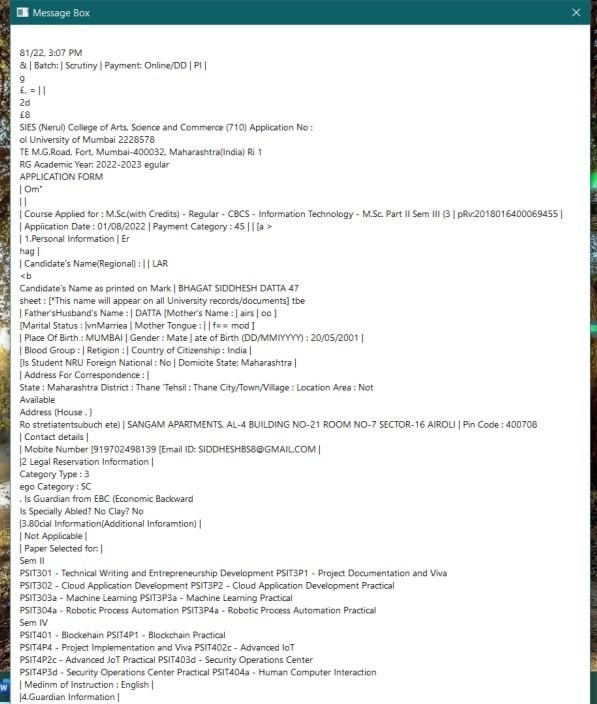 Message Box
81/22, 3:07 PM
& | Batch: | Scrutiny | Payment: Online/DD | PI |
g
£. = | |
2d
£8
SIES (Nerul) College of Arts, Science and Commerce (710) Application No :
ol University of Mumbai 2228578
TE M.G.Road, Fort, Mumbai-400032, Maharashtra(India) Ri 1
RG Academic Year: 2022-2023 egular
APPLICATION FORM
| Om"
| |
| Course Applied for : M.Sc.(with Credits) - Regular - CBCS - Information Technology - M.Sc. Part II Sem III (3 | pRv:2018016400069455 |
| Appiication Date : 01/08/2022 | Payment Category : 45 | | [a >
| 1.Personal Information | Er
hag |
| Candidate's Name(Regional) : | | LAR
<b
Candidate's Name as printed on Mark | BHAGAT SIDDHESH DATTA 47
sheet : [*This name will appear on all University records/documents] tbe
| Father'sHusband's Name : | DATTA [Mother's Name : | airs | oo ]
[Marital Status : |vnMarriea | Mother Tongue : | | f== mod ]
| Place Of Birth : MUMBAI | Gender : Mate | ate of Birth (DD/MMIYYYY) : 20/05/2001 |
| Blood Group : | Retigion : | Country of Citizenship : India |
[Is Student NRU Foreign National : No | Domicite State: Maharashtra |
| Address For Correspondence : |
State : Maharashtra District : Thane 'Tehsil : Thane City/Town/Village : Location Area : Not
Available
Address (House . }
Ro stretiatentsubuch ete) | SANGAM APARTMENTS, AL-4 BUILDING NO-21 ROOM NO-7 SECTOR-16 AIROLI | Pin Code : 400708
| Contact details |
| Mobite Number [919702498139 [Email ID: SIDDHESHBS8@GMAIL.COM |
|2 Legal Reservation Information |
Category Type : 3
ego Category : SC
. Is Guardian from EBC (Economic Backward
Is Specially Abled? No Clay? No
|3.80cial Information(Additional Inforamtion) |
| Not Applicable |
| Paper Selected for: |
Sem II
PSIT301 - Technical Writing and Entrepreneurship Development PSIT3P1 - Project Documentation and Viva
PSIT302 - Cloud Application Development PSIT3P2 - Cloud Application Development Practical
PSIT303a - Machine Learning PSIT3P3a - Machine Learning Practical
PSIT304a - Robotic Process Automation PSIT3P4a - Robotic Process Automation Practical
Sem IV
PSIT401 - Blockehain PSIT4P1 - Blockchain Practical
PSIT4P4 - Project Implementation and Viva PSIT402c - Advanced IoT
PSIT4P2c - Advanced JoT Practical PSIT403d - Security Operations Center
PSIT4P3d - Security Operations Center Practical PSIT404a - Human Computer Interaction
| Medinm of Instruction : English |
|4.Guardian Information |